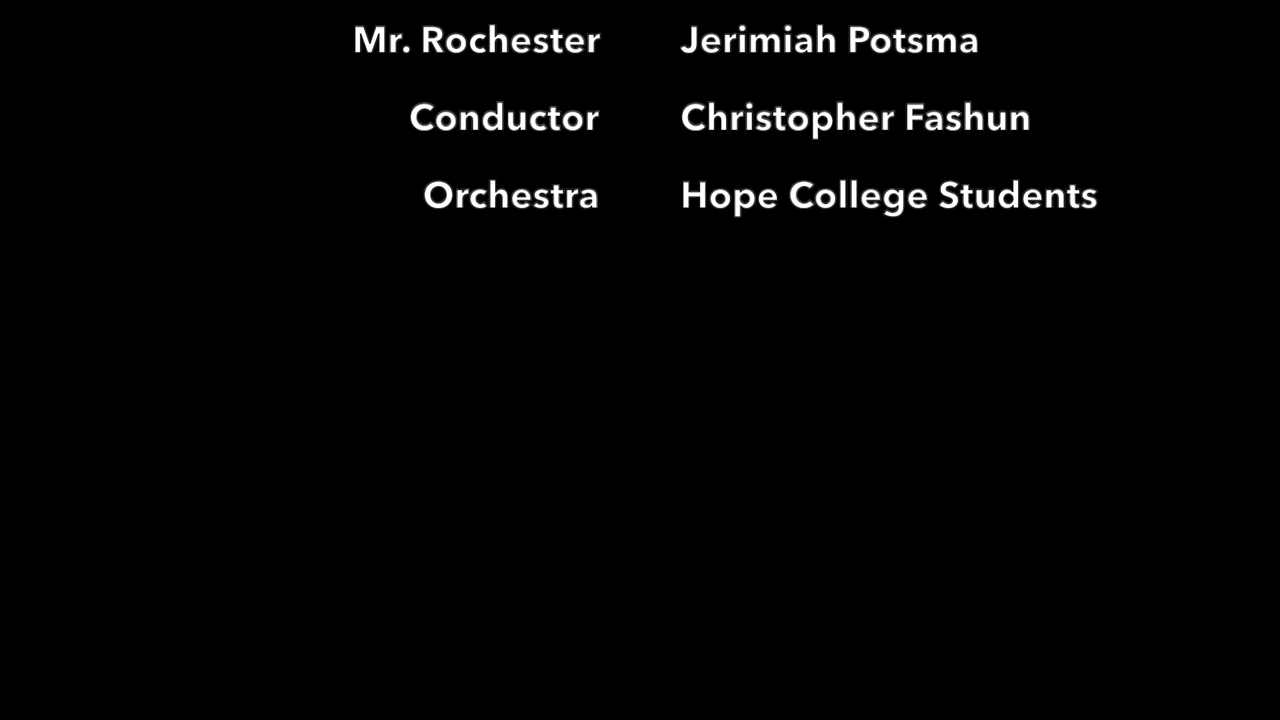 Mr. Rochester Jerimiah Potsma
Conductor Christopher Fashun
Orchestra Hope College Students